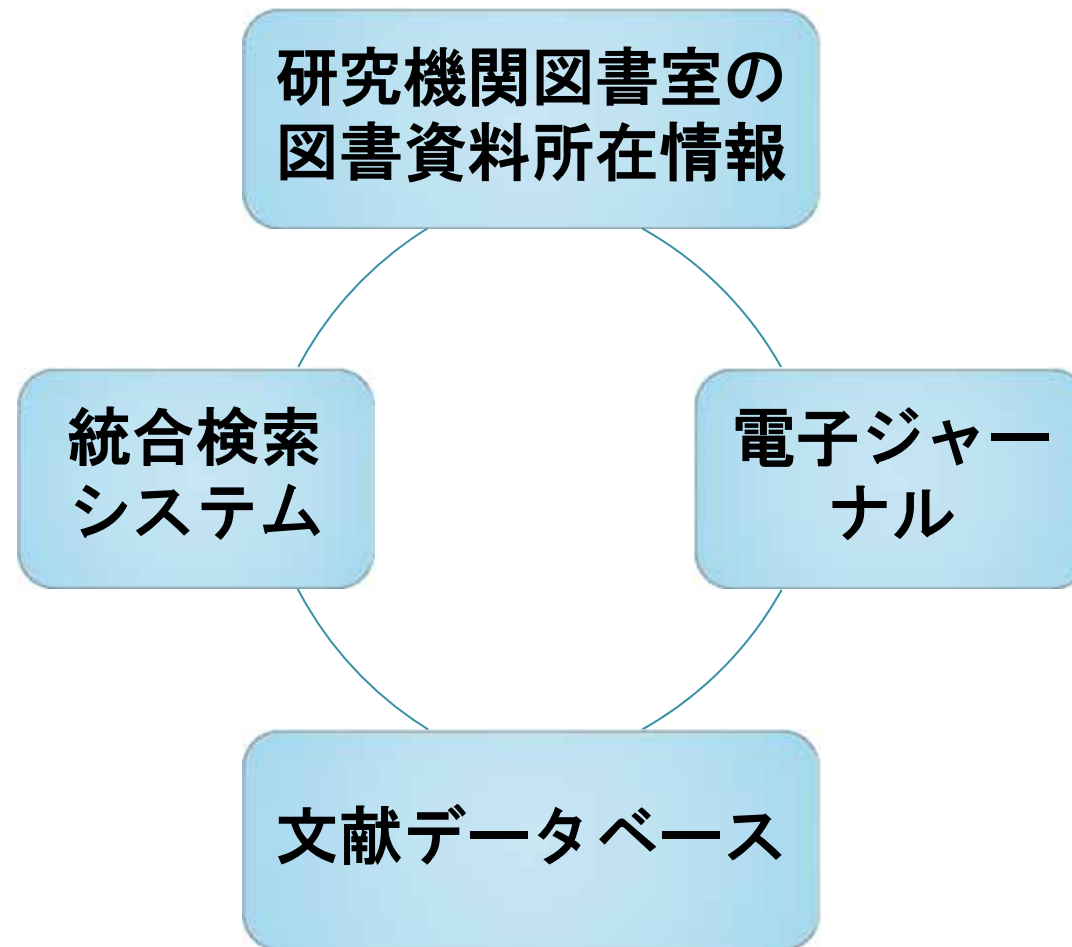 研究機関図書室の
図書資料所在情報
統合検索
システム
電子ジャー
ナル
文献データベース